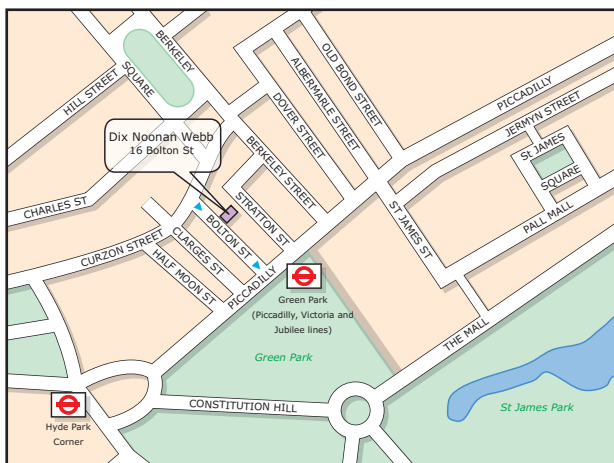 BERKELEY
SQUARE
HILL STREET
OLD BOND STREET
ALBERMARLE STREET
DOVER STREET
PICCADILLY
JERMYN STREET
ST JAMES
SQUARE
Dix Noonan Webb
16 Bolton St
BERKELEY STREET
STRATTON ST
BOLTON ST
CHARLES ST
CURZON STREET
CLARGES ST
HALF MOON ST
PICCADILLY
ST JAMES ST
PALL MALL
THE MALL
Green Park
(Piccadilly, Victoria and
Jubilee lines)
Green Park
CONSTITUTION HILL
St James Park
Hyde Park
Corner